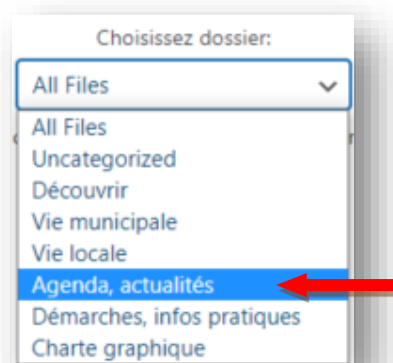 Choisissez dossier:
All Files
All Files
Uncategorized
Découvrir
Vie municipale
Vie locale
Agenda, actualités
Démarches, infos pratiques
Charte graphique